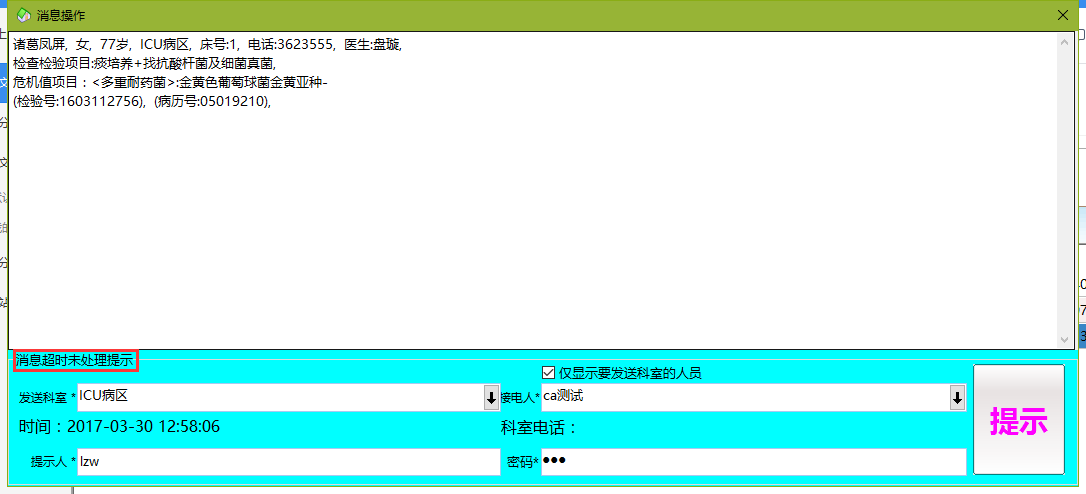 消息操作
诸葛凤屏, 女, 77岁, ICU病区, 床号:1, 电话:3623555, 医生:盘璇,
检查检验项目:痰培养+找抗酸杆菌及细菌真菌,
危机值项目：<多重耐药菌>:金黄色葡萄球菌金黄亚种-
(检验号:1603112756), (病历号:05019210),
消息超时未处理提示
仅显示要发送科室的人员
发送科室 * ICU病区 接电人* ca测试
提示
时间：2017-03-30 12:58:06 科室电话：
提示人 * lzw 密码* ●●●